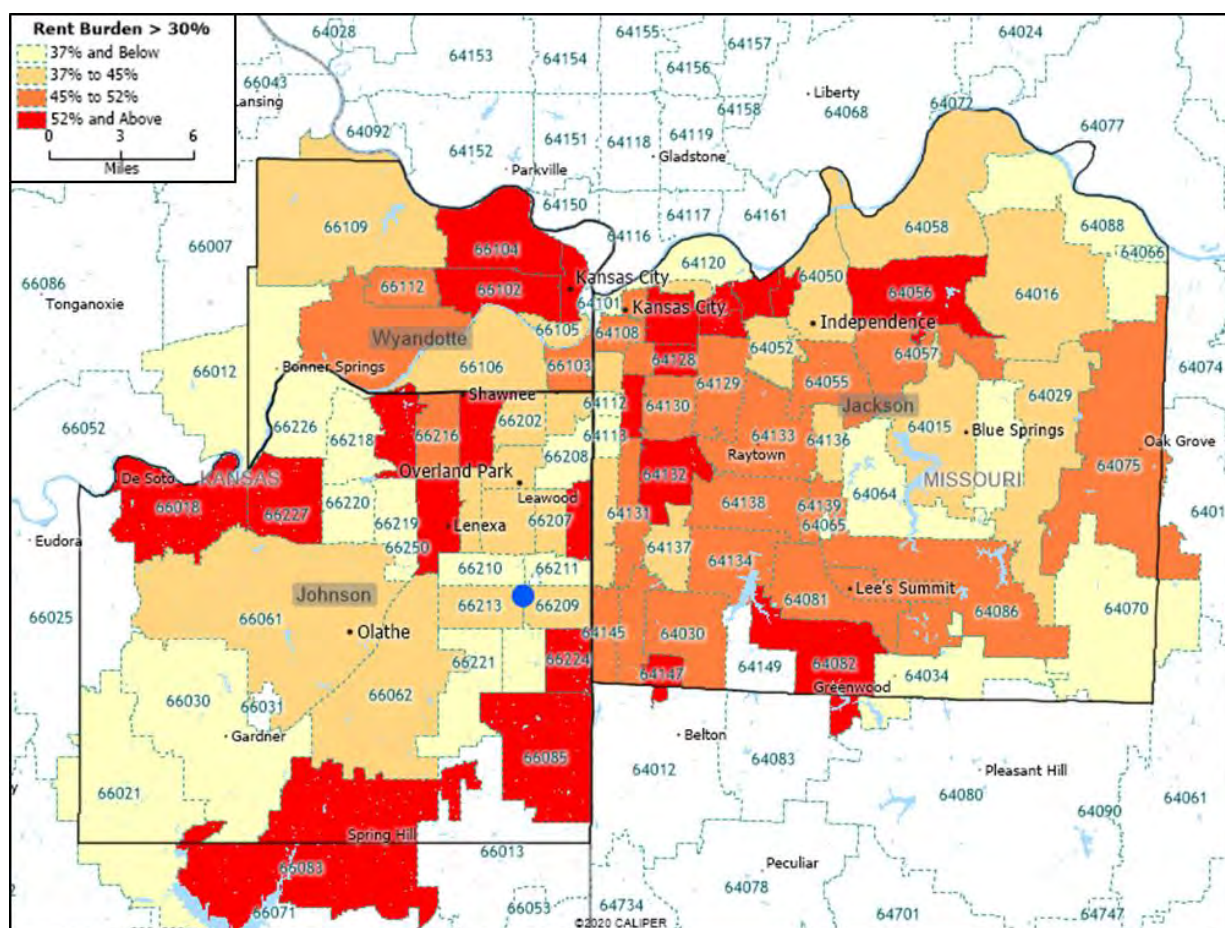 Rent Burden > 30%
37% and Below
37% to 45%
45% to 52%
52% and Above
0 3 6
Miles
64028
64153
64154
64155
64157
64024
66043
Lansing
64156
64158
Liberty
64068
64072
64077
64092
64152
64151
64118
64119
Gladstone
Parkville
64150
64117
64161
64116
66007
66109
66104
64120
64058
64088
64066
66086
Tonganoxie
66112
66102
Kansas City
64101
Kansas City
64050
64056
64016
Independence
Wyandotte
66105
64108
66106
66103
64128
64052
64057
64074
66012
Bonner Springs
64129
64055
64029
Shawnee
66202
64112
64130
Jackson
66226
66218
66216
66208
64113
64133
64136
64015
Blue Springs
Oak Grove
66052
Raytown
64075
Overland Park
64132
De Soto
KANSAS
66018
66227
66220
Leawood
64064
MISSOURI
66219
Lenexa
66207
64131
64138
64139
64065
Eudora
66250
64137
64134
66210
66211
Johnson
66213
66209
64081
Lee's Summit
64086
64070
66025
66061
Olathe
64145
64030
66221
66224
64149
64082
64034
66030
66031
66062
64147
Greenwood
Gardner
66085
Belton
64083
66021
64012
Pleasant Hill
64080
64090
64061
Spring Hill
66013
66083
Peculiar
64078
66071
66053
64734
64701
64747
©2020 CALIPER